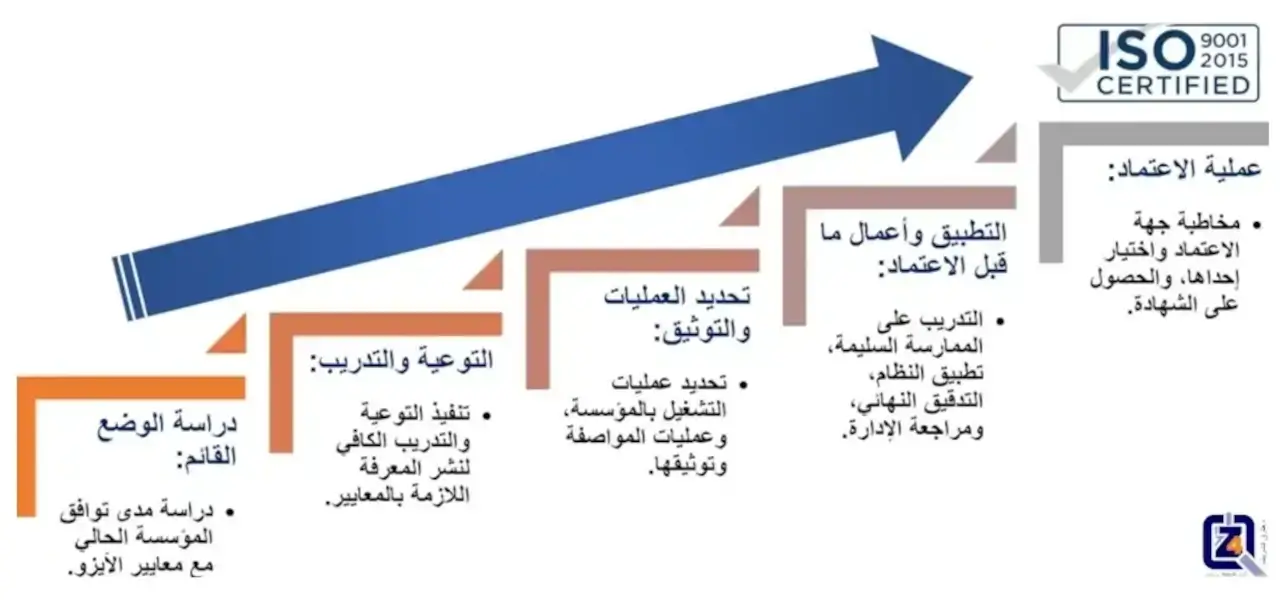 ISO 9001
2015
CERTIFIED
دراسة الوضع
القائم:
• دراسة مدى توافق
المؤسسة الحالي
مع معايير الأيزو.
التوعية والتدريب:
• تنفيذ التوعية
والتدريب الكافي
لنشر المعرفة
اللازمة بالمعايير.
تحديد العمليات
والتوثيق:
• تحديد عمليات
التشغيل بالمؤسسة،
وعمليات المواصفة
وتوثيقها.
التطبيق وأعمال ما
قبل الاعتماد:
• التدريب على
الممارسة السليمة،
تطبيق النظام،
التدقيق النهائي،
ومراجعة الإدارة.
عملية الاعتماد:
• مخاطبة جهة
الاعتماد واختيار
إحداها، والحصول
على الشهادة.
Z4